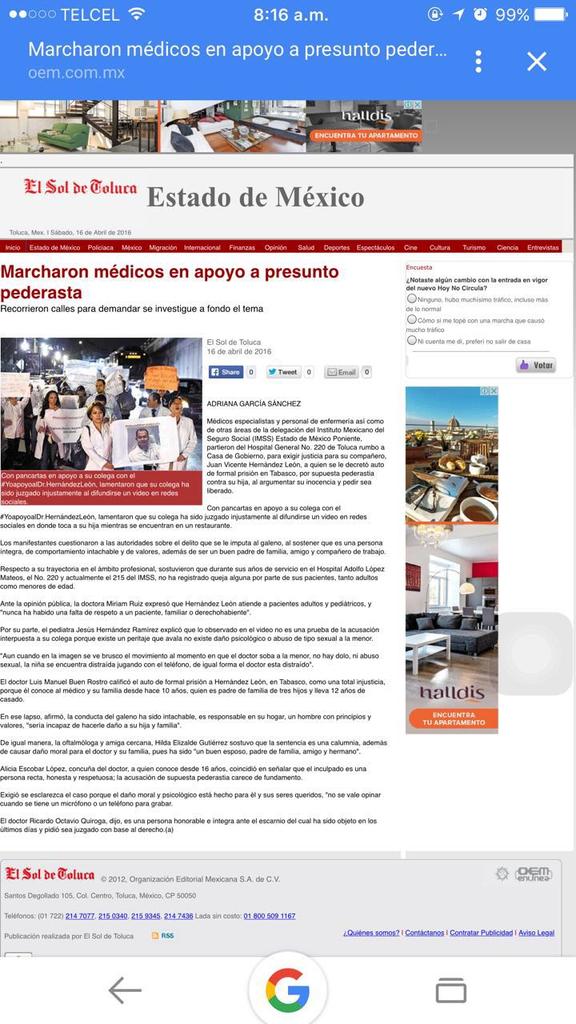 TELCEL 8:16 a.m. 99%
Marcharon médicos en apoyo a presunto peder...
oem.com.mx
halldis
ENCUENTRA TU APARTAMENTO
El Sol de Toluca Estado de México
Toluca, Mex. I Sábado, 16 de Abril de 2016
Inicio Estado de México Policiaca México Migración Internacional Finanzas Opinión Salud Deportes Espectáculos Cine Cultura Turismo Ciencia Entrevistas
Marcharon médicos en apoyo a presunto
pederasta
Recorrieron calles para demandar se investigue a fondo el tema
El Sol de Toluca
16 de abril de 2016
Share 0 Tweet 0 Email 0
ADRIANA GARCÍA SÁNCHEZ
Médicos especialistas y personal de enfermería así como
de otras áreas de la delegación del Instituto Mexicano del
Seguro Social (IMSS) Estado de México Poniente,
partieron del Hospital General No. 220 de Toluca rumbo a
Casa de Gobierno, para exigir justicia para su compañero,
Juan Vicente Hernández León, a quien se le decretó auto
de formal prisión en Tabasco, por supuesta pederastia
contra su hija, al argumentar su inocencia y pedir sea
liberado.
Con pancartas en apoyo a su colega con el
#YoapoyoalDr.HernándezLeón, lamentaron que su colega ha
sido juzgado injustamente al difundirse un video en redes
sociales.
Con pancartas en apoyo a su colega con el
#YoapoyoalDr.HernándezLeón, lamentaron que su colega ha sido juzgado injustamente al difundirse un video en redes
sociales en donde toca a su hija mientras se encuentran en un restaurante.
Los manifestantes cuestionaron a las autoridades sobre el delito que se le imputa al galeno, al sostener que es una persona
íntegra, de comportamiento intachable y de valores, además de ser un buen padre de familia, amigo y compañero de trabajo.
Respecto a su trayectoria en el ámbito profesional, sostuvieron que durante sus años de servicio en el Hospital Adolfo López
Mateos, el No. 220 y actualmente el 215 del IMSS, no ha registrado queja alguna por parte de sus pacientes, tanto adultos
como menores de edad.
Ante la opinión pública, la doctora Miriam Ruiz expresó que Hernández León atiende a pacientes adultos y pediátricos, y
"nunca ha habido una falta de respeto a un paciente, familiar o derechohabiente".
Por su parte, el pediatra Jesús Hernández Ramírez explicó que lo observado en el video no es una prueba de la acusación
interpuesta a su colega porque existe un peritaje que avala no existe daño psicológico o abuso de tipo sexual a la menor.
"Aun cuando en la imagen se ve brusco el movimiento al momento en que el doctor soba a la menor, no hay dolo, ni abuso
sexual, la niña se encuentra distraída jugando con el teléfono, de igual forma el doctor esta distraído".
El doctor Luis Manuel Buen Rostro calificó el auto de formal prisión a Hernández León, en Tabasco, como una total injusticia,
porque él conoce al médico y su familia desde hace 10 años, quien es padre de familia de tres hijos y lleva 12 años de
casado.
En ese lapso, afirmó, la conducta del galeno ha sido intachable, es responsable en su hogar, un hombre con principios y
valores, "sería incapaz de hacerle daño a su hija y familia".
De igual manera, la oftalmóloga y amiga cercana, Hilda Elizalde Gutiérrez sostuvo que la sentencia es una calumnia, además
de causar daño moral para el doctor y su familia, pues ha sido "un buen esposo, padre de familia, amigo y hermano".
Alicia Escobar López, concuña del doctor, a quien conoce desde 16 años, coincidió en señalar que el inculpado es una
persona recta, honesta y respetuosa; la acusación de supuesta pederastia carece de fundamento.
Exigió se esclarezca el caso porque el daño moral y psicológico está hecho para él y sus seres queridos, "no se vale opinar
cuando se tiene un micrófono o un teléfono para grabar.
El doctor Ricardo Octavio Quiroga, dijo, es una persona honorable e íntegra ante el escarnio del cual ha sido objeto en los
últimos días y pidió sea juzgado con base al derecho.(a)
Encuesta
¿Notaste algún cambio con la entrada en vigor
del nuevo Hoy No Circula?
Ninguno, hubo muchísimo tráfico, incluso más
de lo normal
Cómo si me topé con una marcha que causó
mucho tráfico
Ni cuenta me di, preferí no salir de casa
Votar
halldis
ENCUENTRA
TU APARTAMENTO
El Sol de Toluca © 2012, Organización Editorial Mexicana S.A. de C.V.
OEM
enlínea
Santos Degollado 105, Col. Centro, Toluca, México, CP 50050
Teléfonos: (01 722) 214 7077, 215 0340, 215 9345, 214 7436 Lada sin costo: 01 800 509 1167
Publicación realizada por El Sol de Toluca RSS
¿Quiénes somos? I Contáctanos I Contratar Publicidad I Aviso Legal